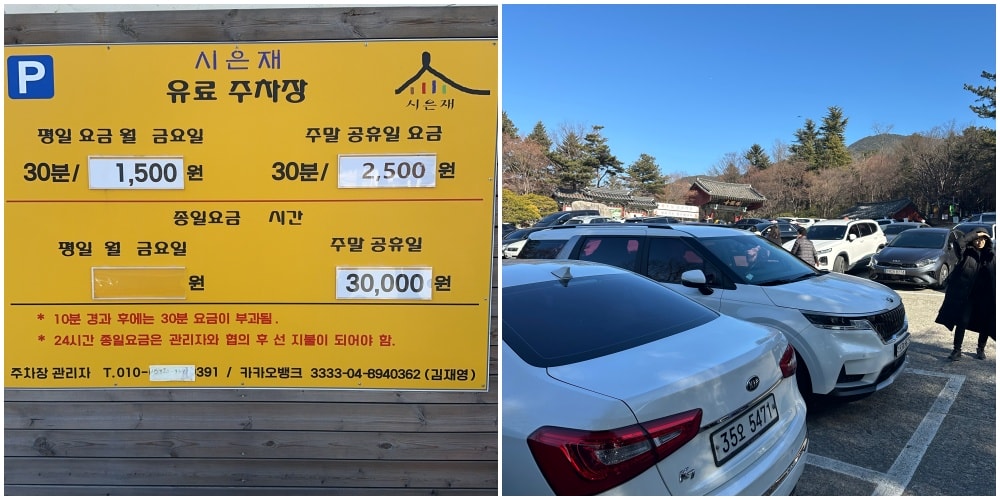 P
시은재
유료 주차장
시은재
평일 요금 월 금요일
주말 공유일 요금
30분/ 1,500 원
30분/ 2,500 원
종일요금 시간
평일 월 금요일
주말 공유일
원
30,000 원
* 10분 경과 후에는 30분 요금이 부과됨.
* 24시간 종일요금은 관리자와 협의 후 선 지불이 되어야 함.
주차장 관리자 T.010- 391 / 카카오뱅크 3333-04-8940362 (김재영)
KIA
35오 5471
K7